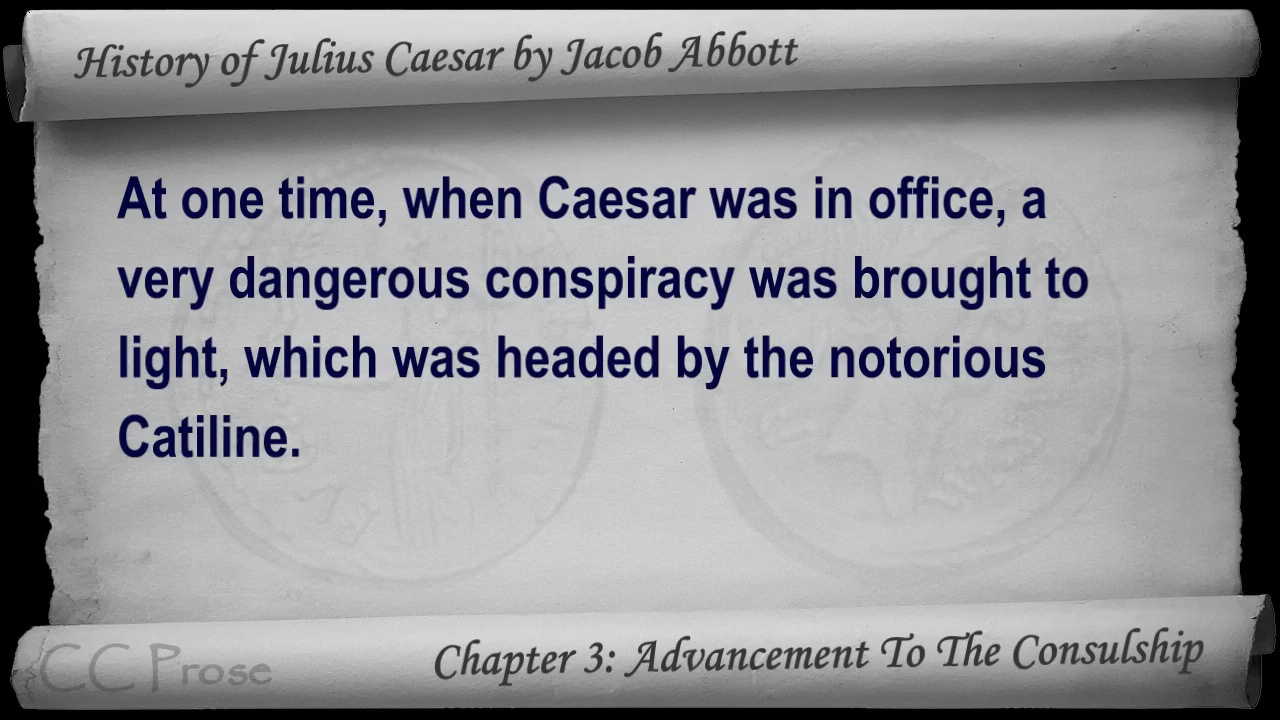 History of Julius Caesar by Jacob Abbott
At one time, when Caesar was in office, a
very dangerous conspiracy was brought to
light, which was headed by the notorious
Catiline.
CC Prose
Chapter 3: Advancement To The Consulship